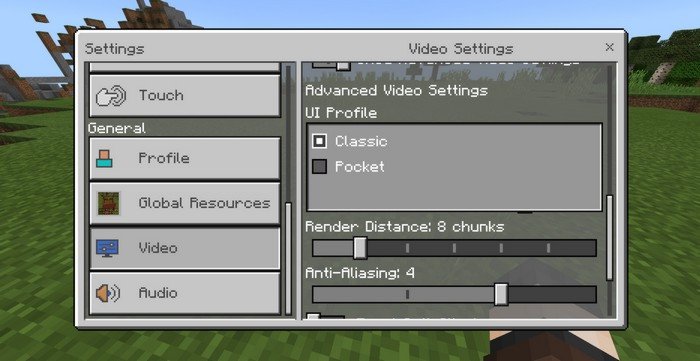 Settings
Video Settings
Touch
General
Profile
Global Resources
Video
Audio
Advanced Video Settings
UI Profile
Classic
Pocket
Render Distance: 8 chunks
Anti-Aliasing: 4